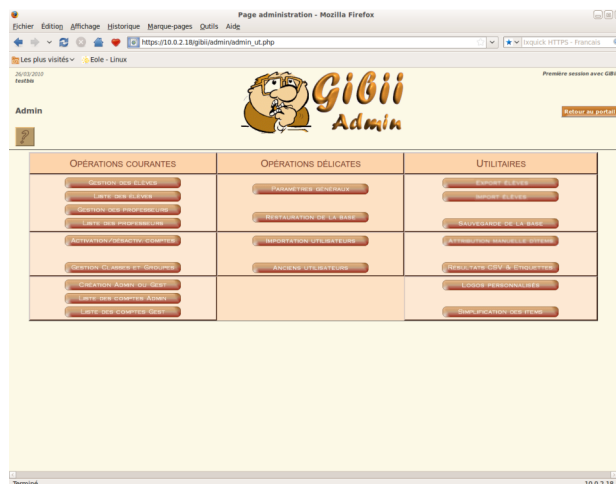 Page administration - Mozilla Firefox
Fichier Édition Affichage Historique Marque-pages Outils Aide
https://10.0.2.18/gibii/admin/admin_ut.php
Ixquick HTTPS - Francais
Les plus visités Eole - Linux
26/03/2010
testbis
Première session avec GIBI
Gibii
Admin
Admin
Retour au portail
?
OPÉRATIONS COURANTES
OPÉRATIONS DÉLICATES
UTILITAIRES
GESTION DES ÉLÈVES
LISTE DES ÉLÈVES
GESTION DES PROFESSEURS
LISTE DES PROFESSEURS
PARAMÈTRES GÉNÉRAUX
RESTAURATION DE LA BASE
EXPORT ÉLÈVES
IMPORT ÉLÈVES
SAUVEGARDE DE LA BASE
ACTIVATION/DÉSACTIV. COMPTES
GESTION CLASSES ET GROUPES
IMPORTATION UTILISATEURS
ANCIENS UTILISATEURS
ATTRIBUTION MANUELLE D'ITEMS
RÉSULTATS CSV & ÉTIQUETTES
CRÉATION ADMIN OU GEST
LISTE DES COMPTES ADMIN
LISTE DES COMPTES GEST
LOGOS PERSONNALISÉS
SIMPLIFICATION DES ITEMS
Terminé
10.0.2.18